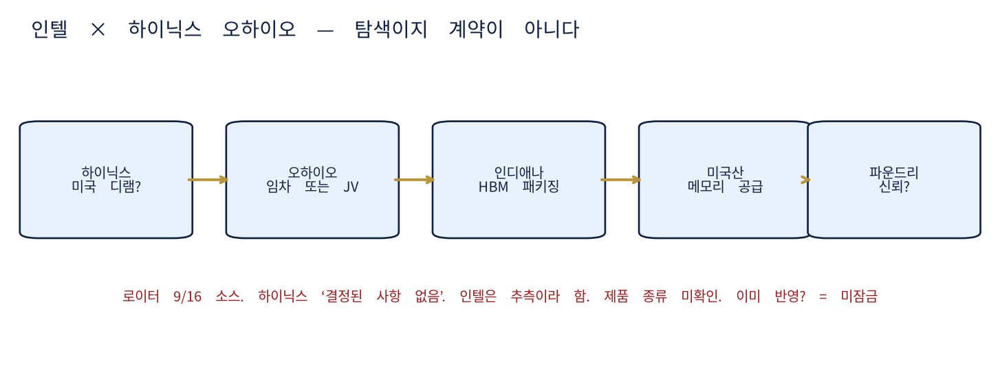 인텔 × 하이닉스 오하이오 — 탐색이지 계약이 아니다
하이닉스
미국 디램?
오하이오
임차 또는 JV
인디애나
HBM 패키징
미국산
메모리 공급
파운드리
신뢰?
로이터 9/16 소스. 하이닉스 ‘결정된 사항 없음’. 인텔은 추측이라 함. 제품 종류 미확인. 이미 반영? = 미잠금